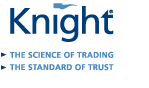 Knight®
THE SCIENCE OF TRADING
THE STANDARD OF TRUST